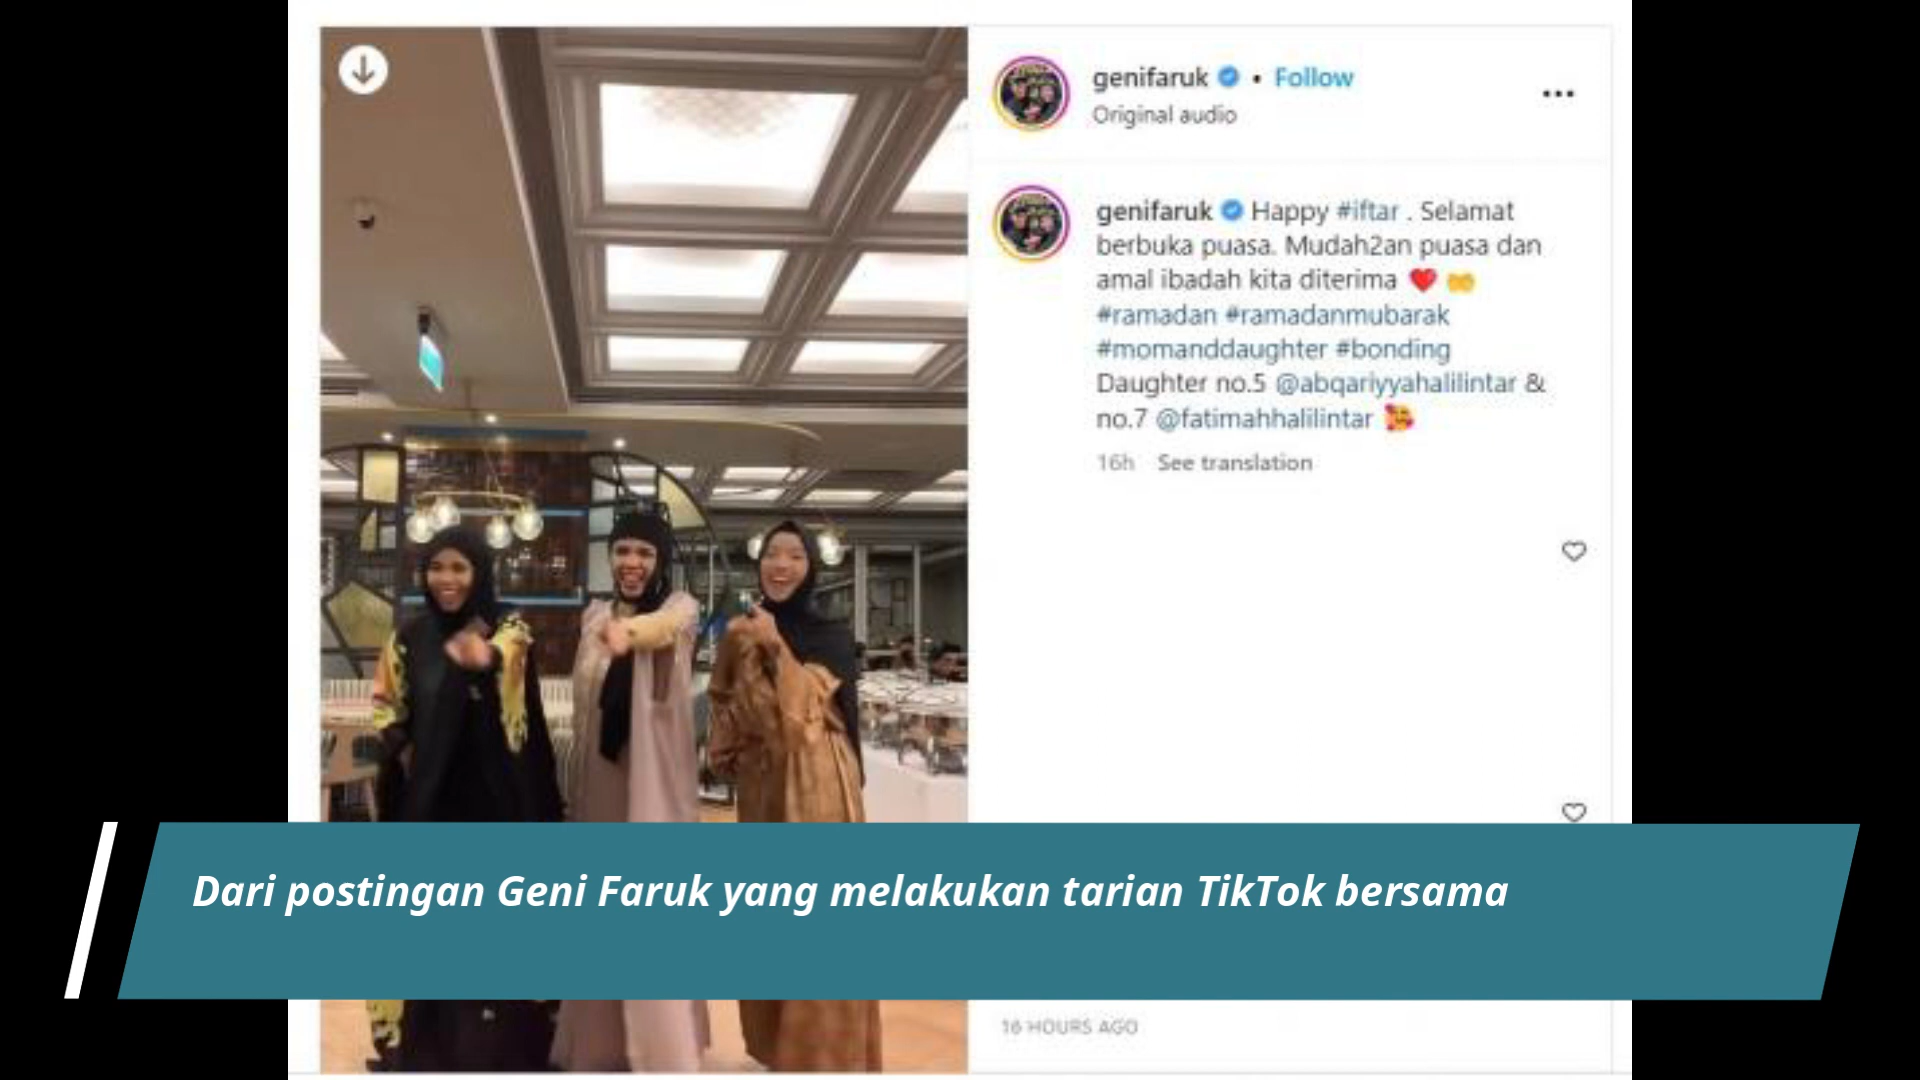 genifaruk • Follow
Original audio
genifaruk Happy #iftar . Selamat
berbuka puasa. Mudah2an puasa dan
amal ibadah kita diterima ❤️ 🤲
#ramadan #ramadanmubarak
#momanddaughter #bonding
Daughter no.5 @abqariyyahalilintar &
no.7 @fatimahhalilintar 🥰
16h See translation
Dari postingan Geni Faruk yang melakukan tarian TikTok bersama
16 HOURS AGO